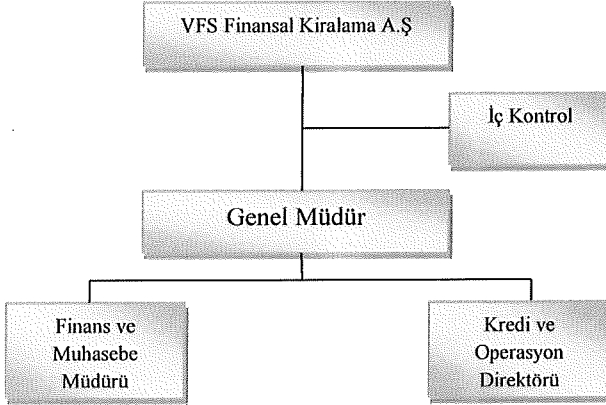 VFS Finansal Kiralama A.Ş
İç Kontrol
Genel Müdür
Finans ve
Muhasebe
Müdürü
Kredi ve
Operasyon
Direktörü